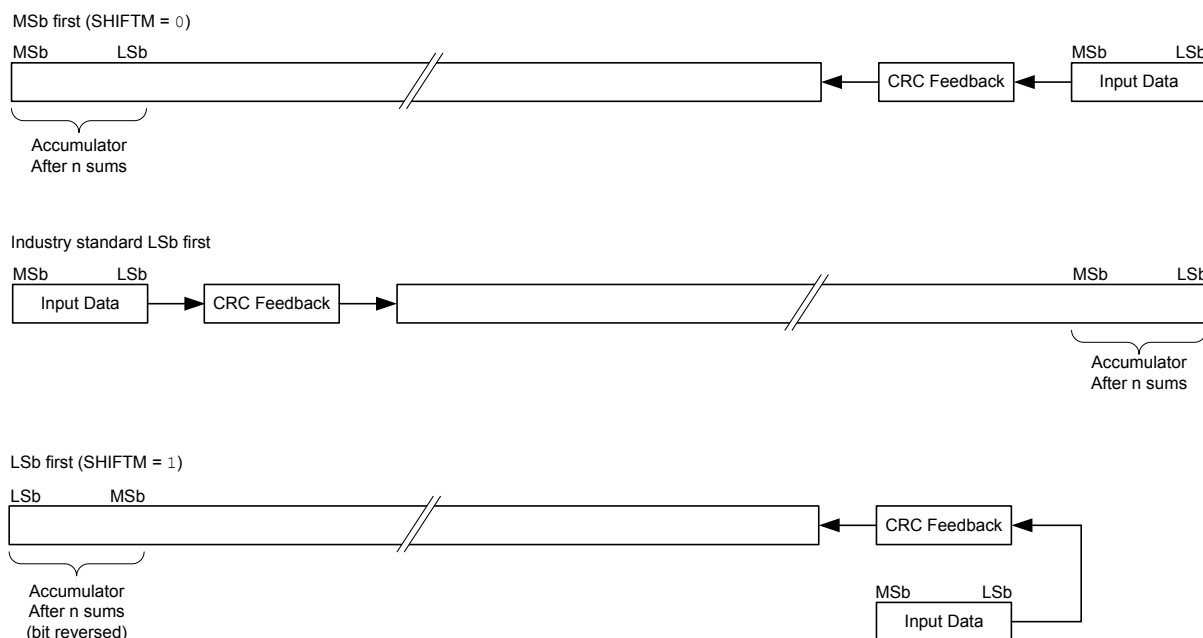 MSb first (SHIFTM = 0)
MSb LSb MSb LSb
CRC Feedback Input Data
Accumulator
After n sums
Industry standard LSb first
MSb LSb MSb LSb
Input Data CRC Feedback
Accumulator
After n sums
LSb first (SHIFTM = 1)
LSb MSb
CRC Feedback
Accumulator
After n sums
(bit reversed)
MSb LSb
Input Data